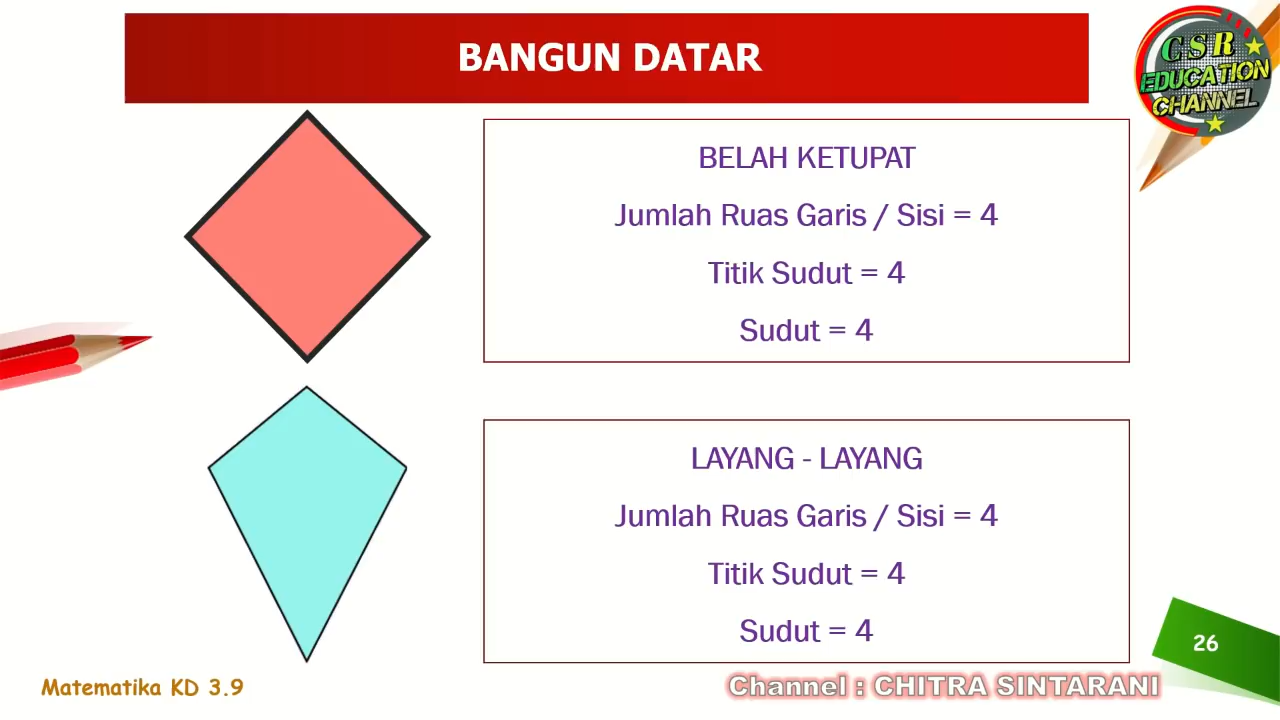 BANGUN DATAR
CSR
EDUCATION
CHANNEL
BELAH KETUPAT
Jumlah Ruas Garis / Sisi = 4
Titik Sudut = 4
Sudut = 4
LAYANG - LAYANG
Jumlah Ruas Garis / Sisi = 4
Titik Sudut = 4
Sudut = 4
26
Matematika KD 3.9
Channel : CHITRA SINTARANI